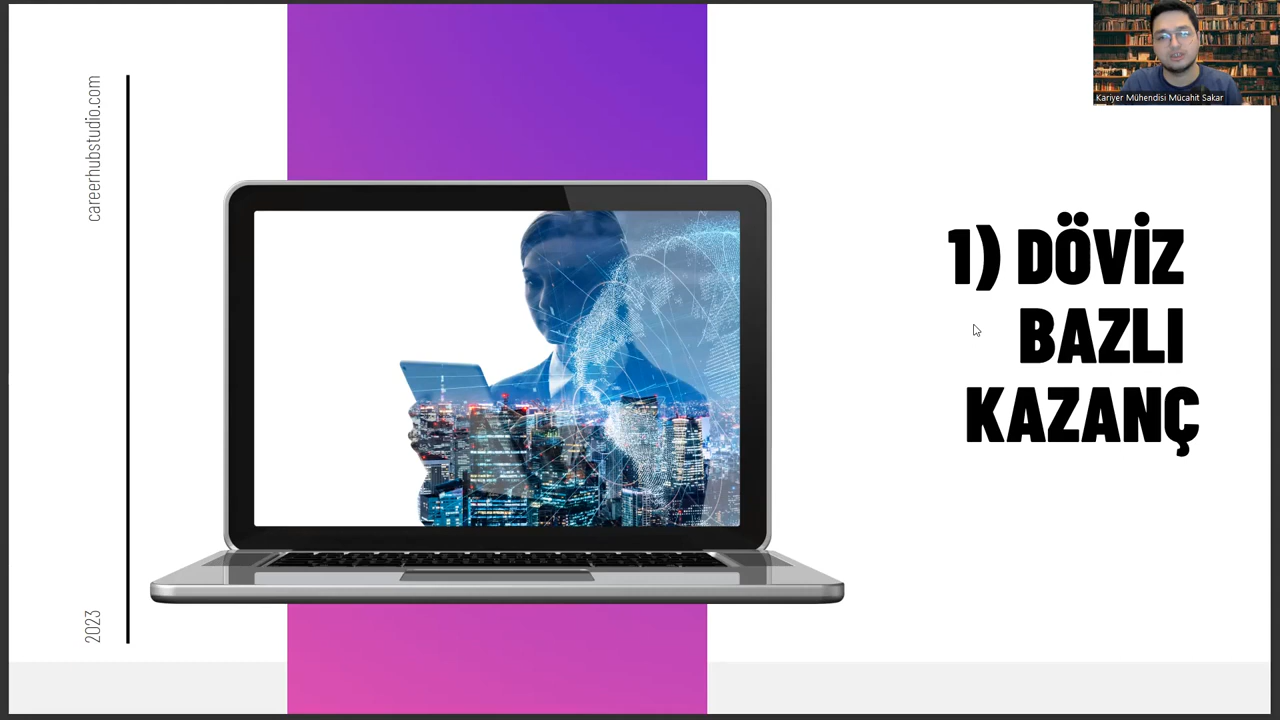 careerhubstudio.com
2023
Kariyer Mühendisi Mücahit Sakar
1) DÖVİZ
BAZLI
KAZANÇ